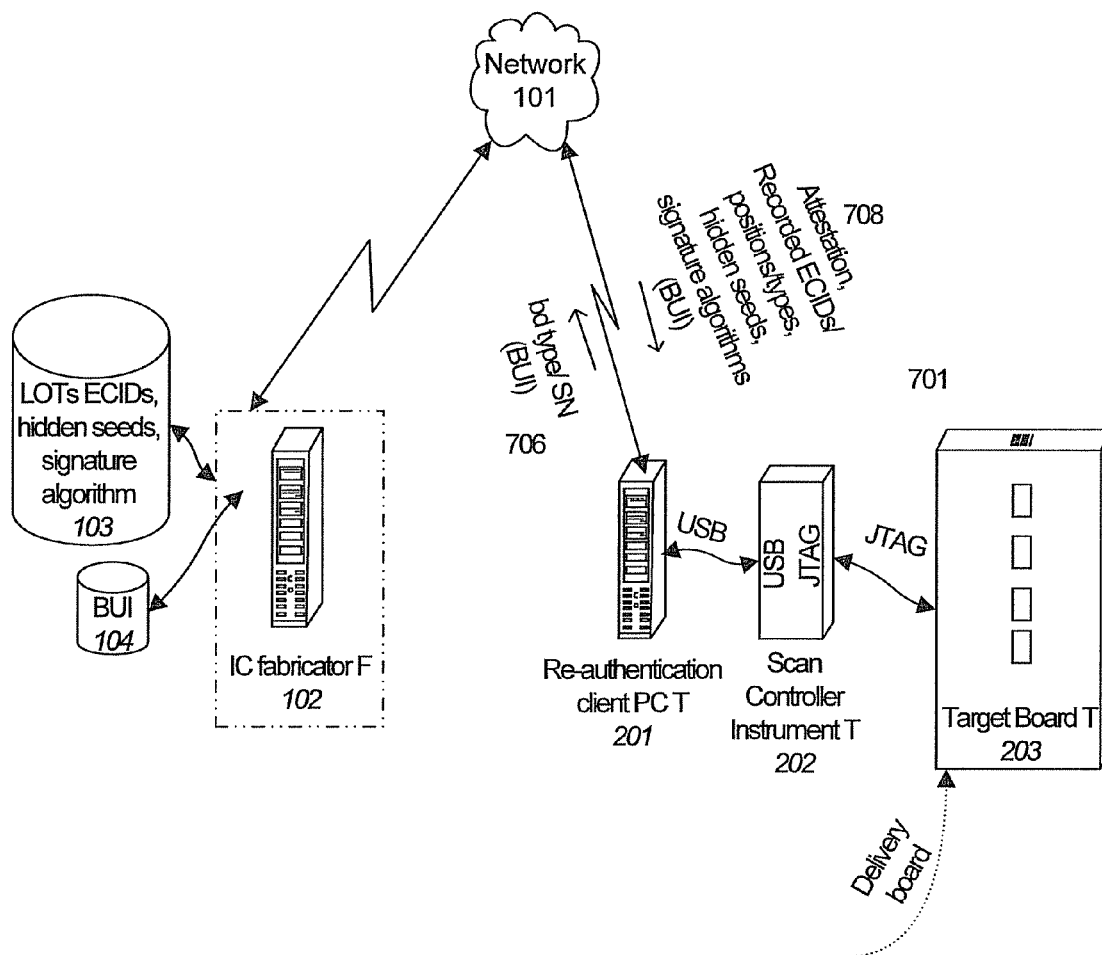 Network
101
Attestation,
Recorded ECIDs/
positions/types,
hidden seeds,
signature algorithms
(BUI)
708
bd type/ SN
(BUI)
706
701
LOTs ECIDs,
hidden seeds,
signature
algorithm
103
BUI
104
IC fabricator F
102
USB
USB
JTAG
JTAG
Re-authentication
client PC T
201
Scan
Controller
Instrument T
202
Target Board T
203
Delivery
board